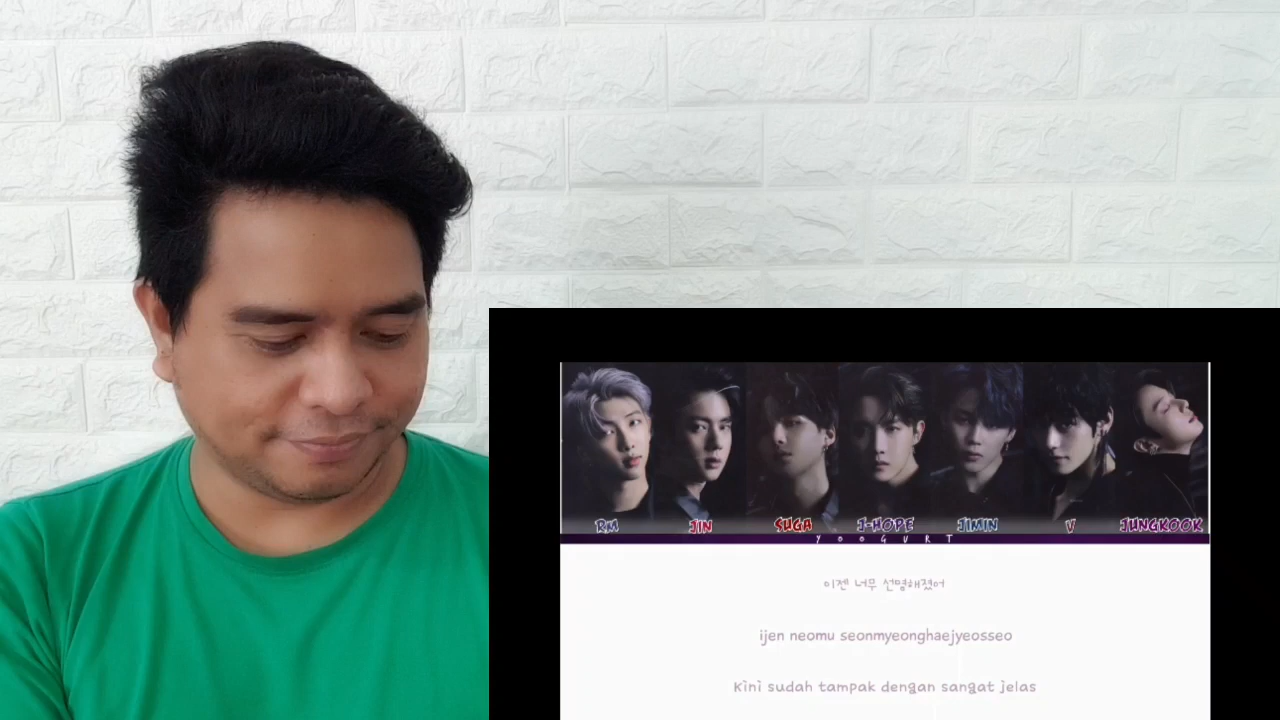 RM JIN SUGA J-HOPE JIMIN V JUNGKOOK
YOOGURT
이젠 너무 선명해졌어
ijen neomu seonmyeonghaejyeosseo
Kini sudah tampak dengan sangat jelas